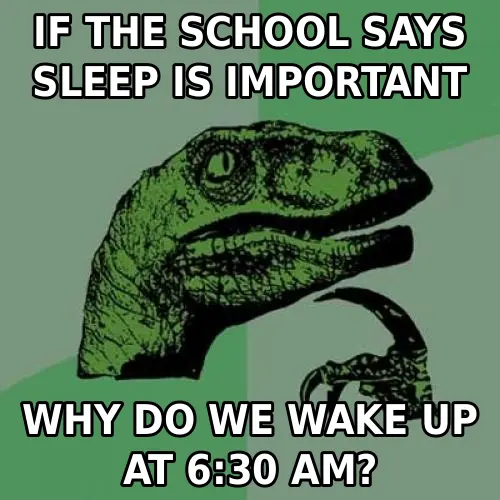 IF THE SCHOOL SAYS
SLEEP IS IMPORTANT
WHY DO WE WAKE UP
AT 6:30 AM?